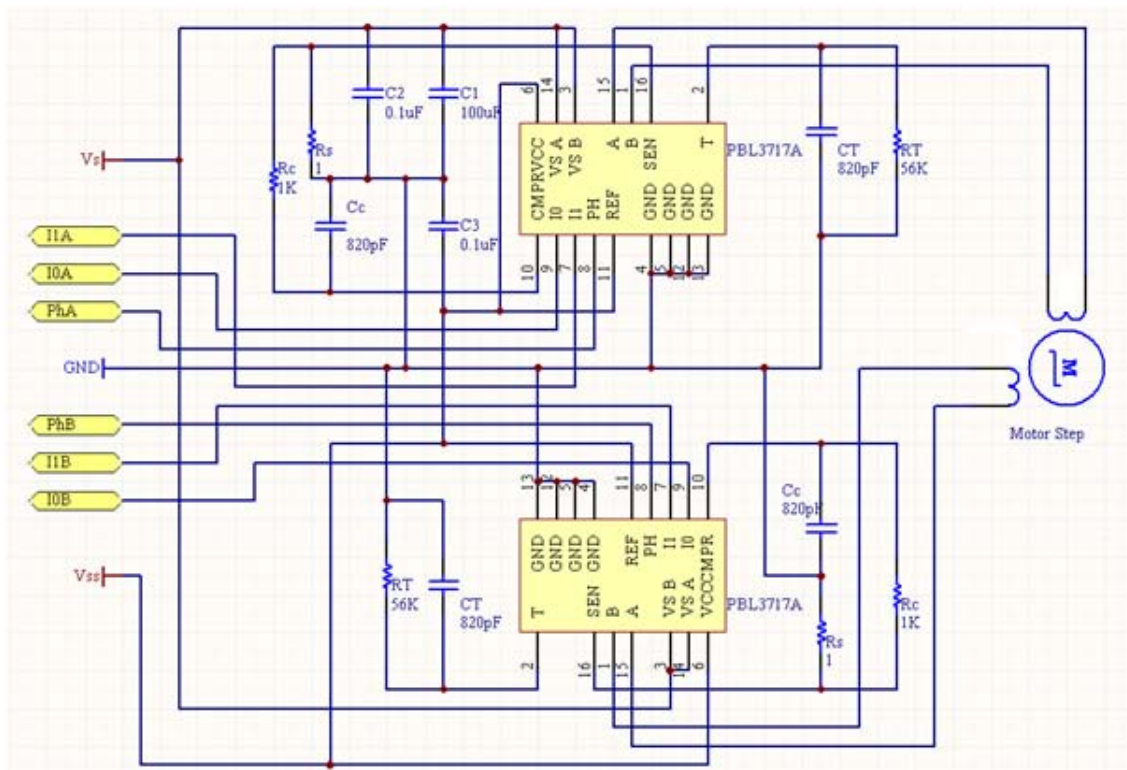 6
14
3
15
1
16
2
C2
0.1uF
C1
100uF
CMPR
VCC
VS A
VS B
A
B
SEN
T
I0
I1
PH
REF
GND
GND
GND
GND
PBL3717A
CT
820pF
RT
56K
Vs
Rs
1
Rc
1K
Cc
820pF
C3
0.1uF
10
9
7
8
11
4
5
12
13
I1A
I0A
PhA
GND
M
Motor Step
PhB
I1B
I0B
13
12
5
4
11
8
7
9
10
Cc
820pF
GND
GND
GND
GND
REF
PH
I1
I0
CMPR
T
SEN
B
A
VS B
VS A
VCC
PBL3717A
Vss
RT
56K
CT
820pF
Rc
1K
Rs
1
2
16
1
15
3
14
6